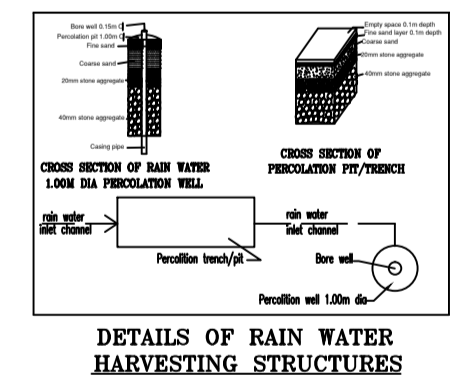 Bore well 0.15m
Percolation pit 1.00m
Fine sand
Coarse sand
20mm stone aggregate
40mm stone aggregate
Casing pipe
CROSS SECTION OF RAIN WATER
1.00M DIA PERCOLATION WELL
Empty space 0.1m depth
Fine sand layer 0.1m depth
Coarse sand
20mm stone aggregate
40mm stone aggregate
CROSS SECTION OF
PERCOLATION PIT/TRENCH
rain water
inlet channel
Percolition trench/pit
rain water
inlet channel
Bore well
Percolition well 1.00m dia
DETAILS OF RAIN WATER
HARVESTING STRUCTURES